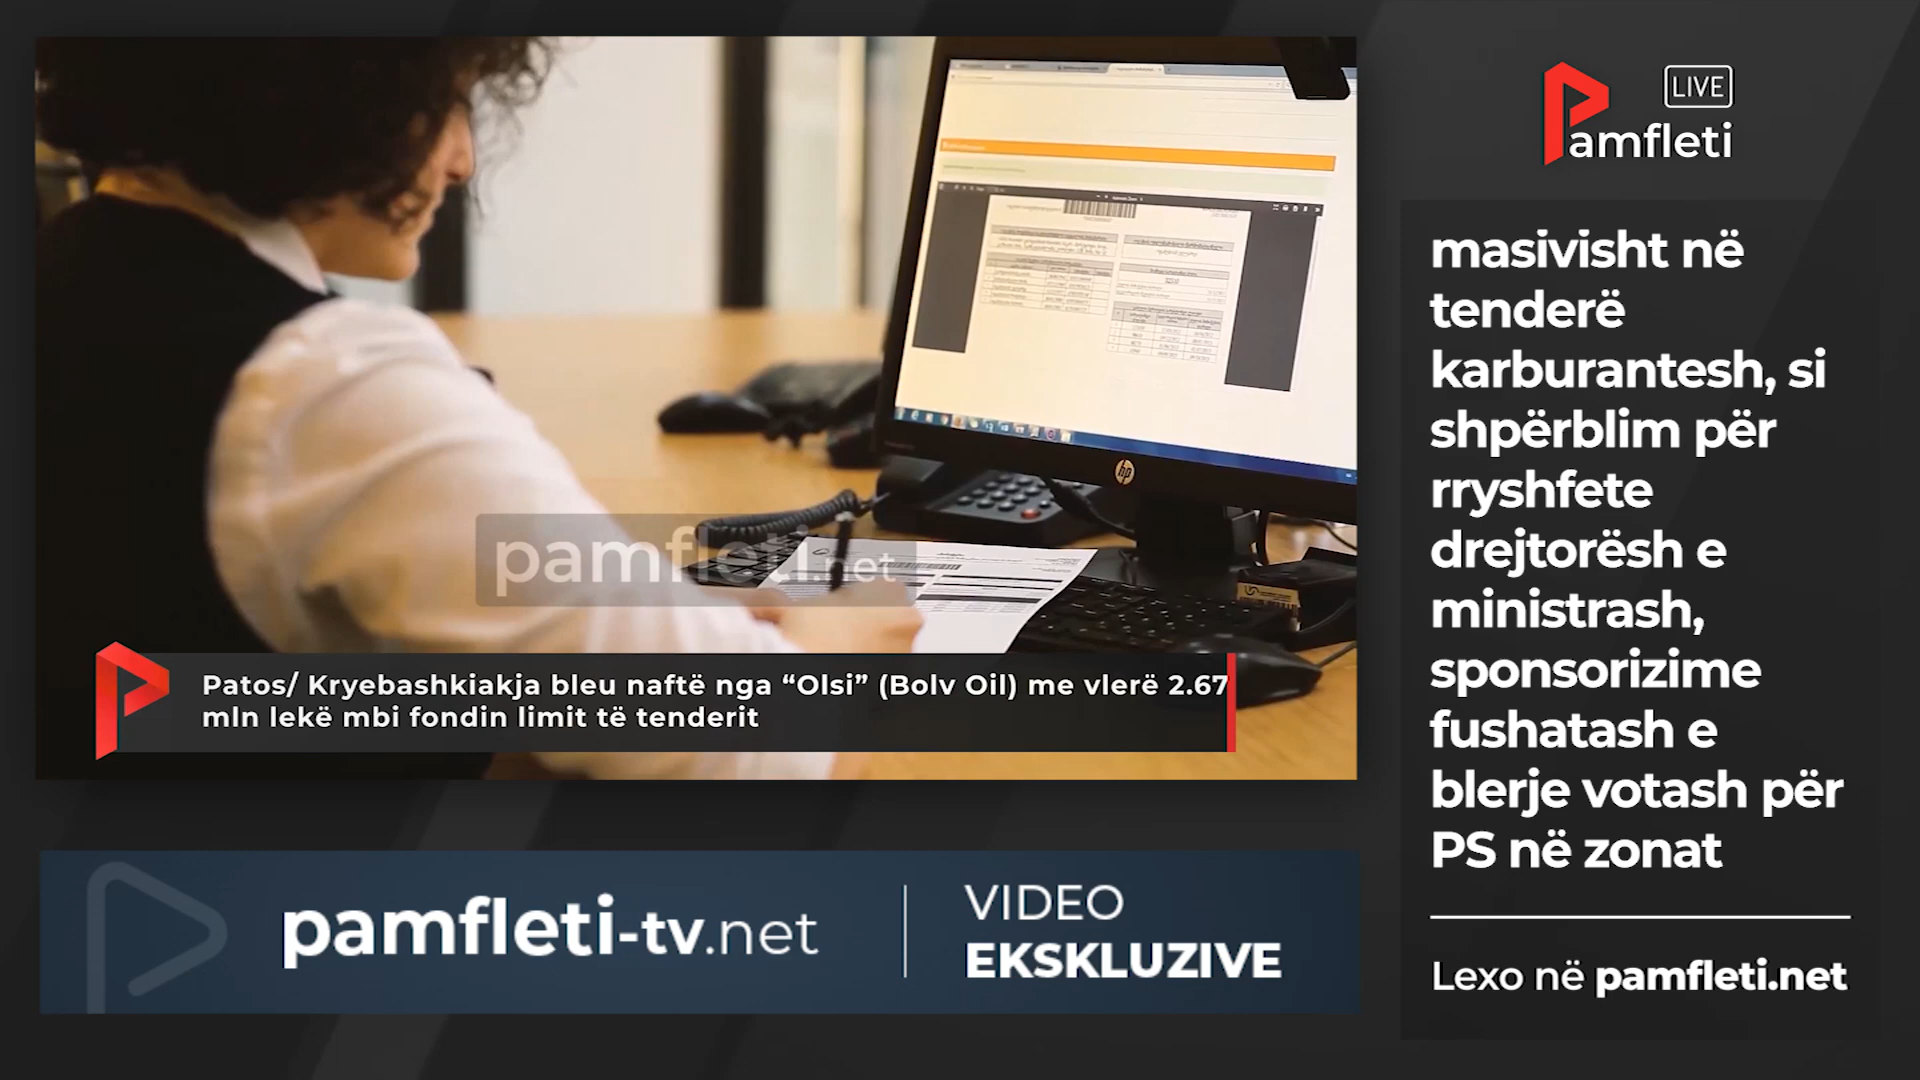 LIVE
Pamfleti
masivisht në
tenderë
karburantesh, si
shpërblim për
rryshfete
drejtorësh e
ministrash,
sponsorizime
fushatash e
blerje votash për
PS në zonat
Lexo në pamfleti.net
hp
pamfleti.net
Patos/ Kryebashkiakja bleu naftë nga “Olsi” (Bolv Oil) me vlerë 2.67
mln lekë mbi fondin limit të tenderit
pamfleti-tv.net
VIDEO
EKSKLUZIVE